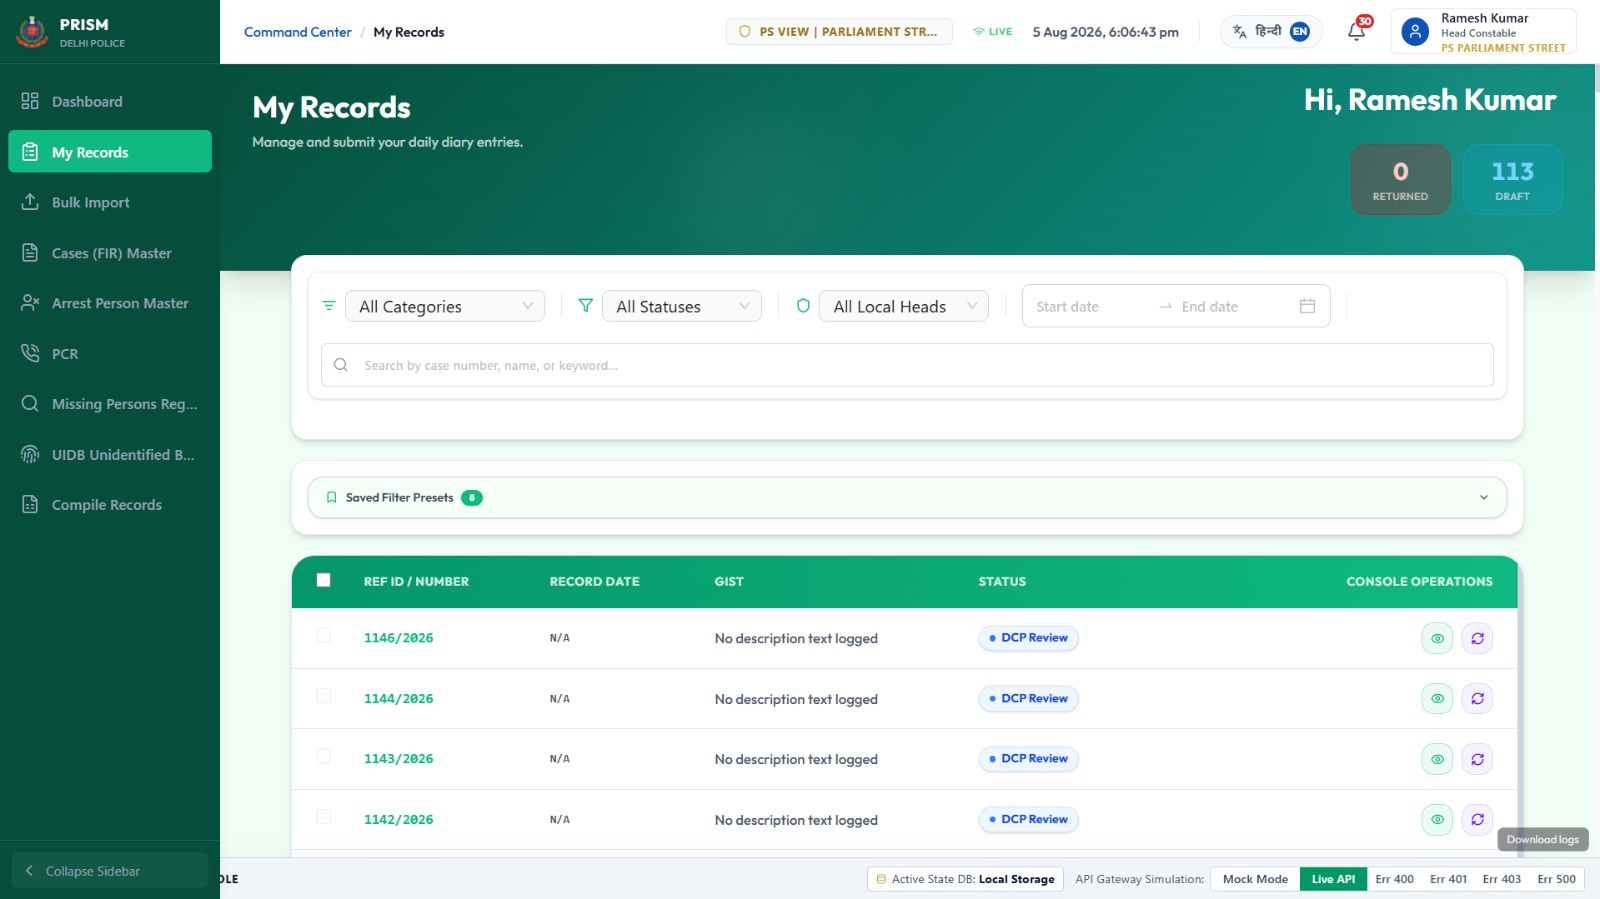 PRISM
DELHI POLICE
Dashboard
My Records
Bulk Import
Cases (FIR) Master
Arrest Person Master
PCR
Missing Persons Reg...
UIDB Unidentified B...
Compile Records
Collapse Sidebar
Command Center / My Records
PS VIEW | PARLIAMENT STR...
LIVE
5 Aug 2026, 6:06:43 pm
हिन्दी EN
30
Ramesh Kumar
Head Constable
PS PARLIAMENT STREET
My Records
Manage and submit your daily diary entries.
Hi, Ramesh Kumar
0
RETURNED
113
DRAFT
All Categories
All Statuses
All Local Heads
Start date → End date
Search by case number, name, or keyword...
Saved Filter Presets 8
REF ID / NUMBER RECORD DATE GIST STATUS CONSOLE OPERATIONS
1146/2026 N/A No description text logged DCP Review
1144/2026 N/A No description text logged DCP Review
1143/2026 N/A No description text logged DCP Review
1142/2026 N/A No description text logged DCP Review
Download logs
OLE
Active State DB: Local Storage
API Gateway Simulation: Mock Mode Live API Err 400 Err 401 Err 403 Err 500